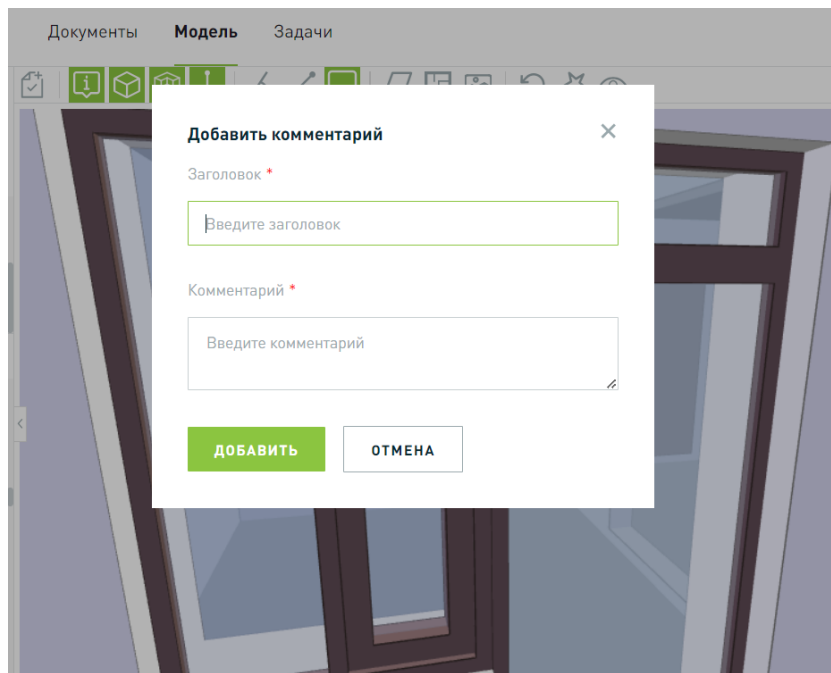 Документы Модель Задачи
Добавить комментарий
Заголовок *
Введите заголовок
Комментарий *
Введите комментарий
ДОБАВИТЬ ОТМЕНА